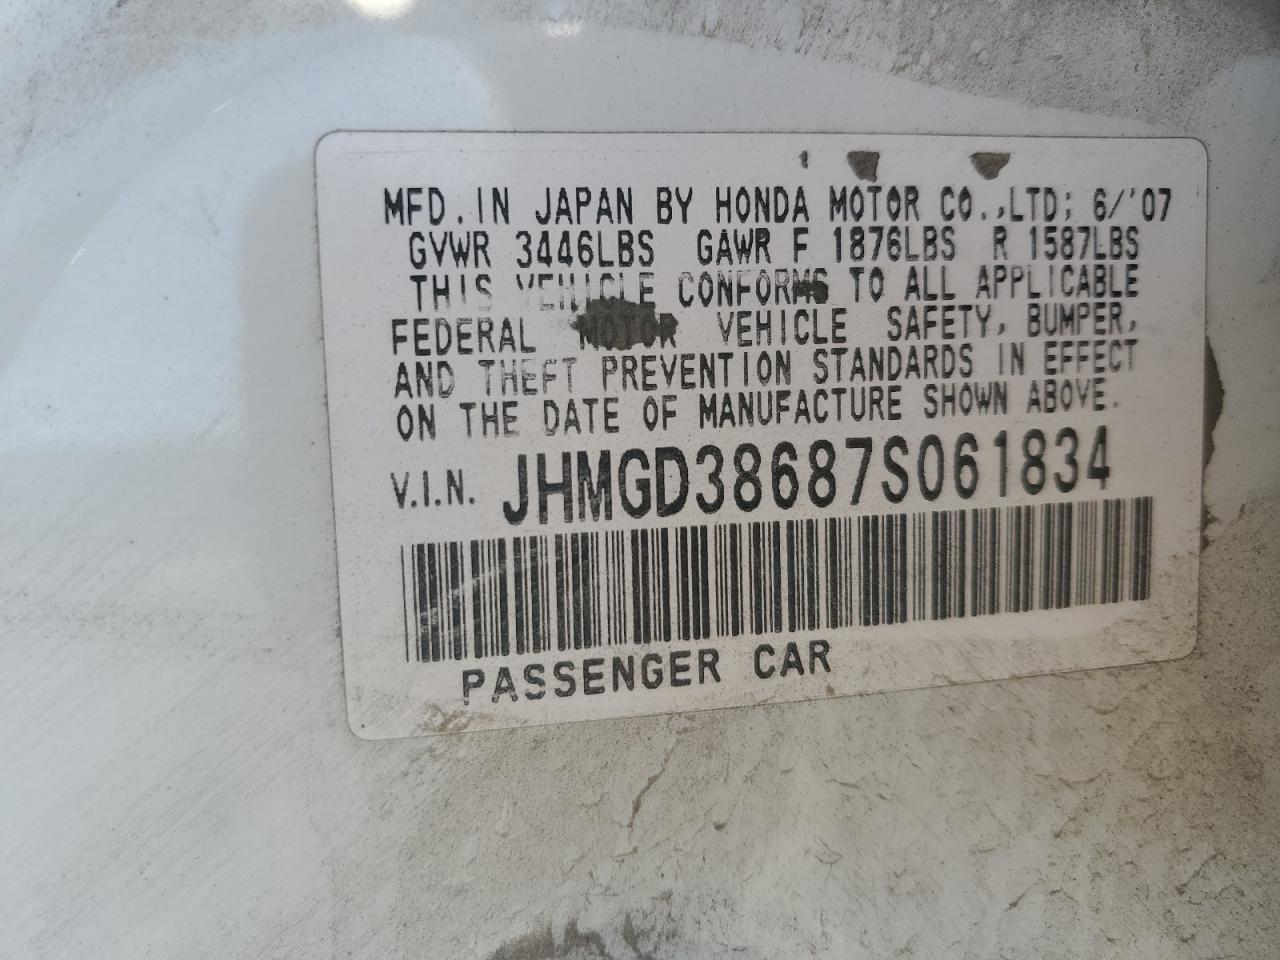 MFD. IN JAPAN BY HONDA MOTOR CO.,LTD; 6/'07
GVWR 3446LBS GAWR F 1876LBS R 1587LBS
THIS VEHICLE CONFORMS TO ALL APPLICABLE
FEDERAL MOTOR VEHICLE SAFETY, BUMPER,
AND THEFT PREVENTION STANDARDS IN EFFECT
ON THE DATE OF MANUFACTURE SHOWN ABOVE.
V.I.N. JHMGD38687S061834
PASSENGER CAR